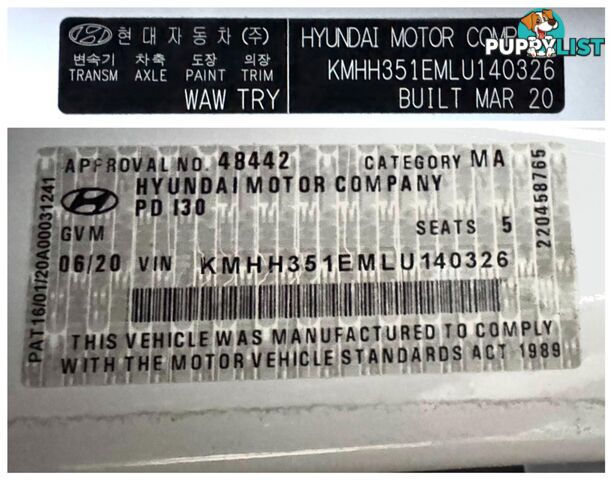 현대자동차 (주)
HYUNDAI MOTOR COMP
PUPPYLIST
변속기 차축 도장 의장
TRANSM AXLE PAINT TRIM
KMHH351EMLU140326
WAW TRY
BUILT MAR 20
APPROVAL NO. 48442 CATEGORY MA
HYUNDAI MOTOR COMPANY
PD I30
GVM
SEATS 5
06/20 VIN KMHH351EMLU140326
THIS VEHICLE WAS MANUFACTURED TO COMPLY
WITH THE MOTOR VEHICLE STANDARDS ACT 1989
PAT 16/01/20A00031241
220458765